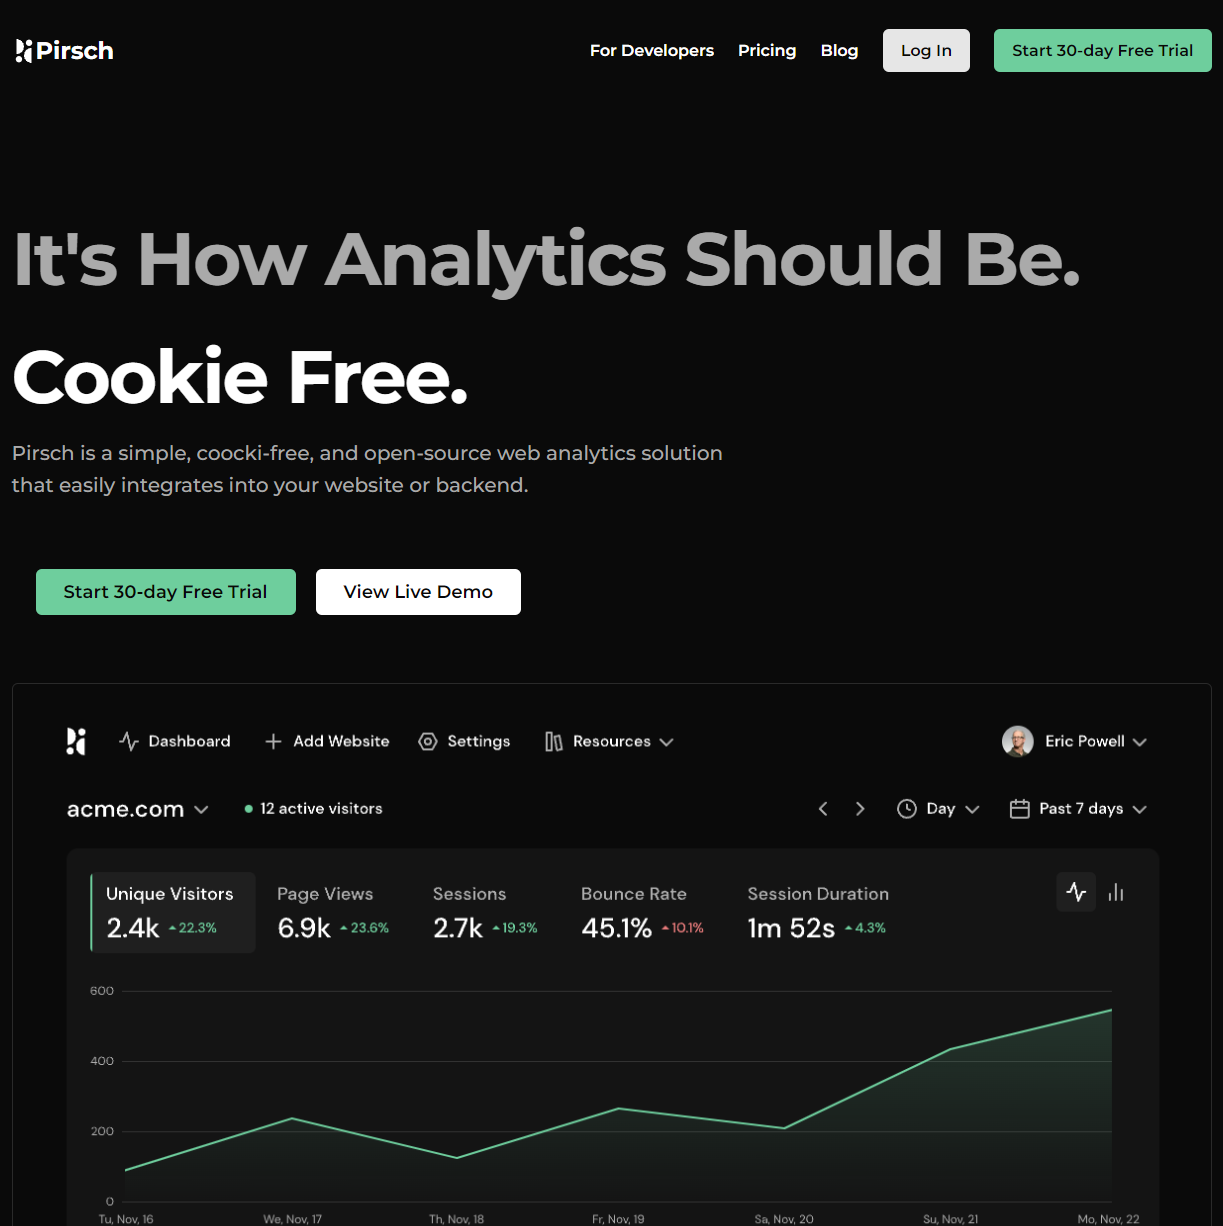 Pirsch
For Developers Pricing Blog Log In Start 30-day Free Trial
It's How Analytics Should Be.
Cookie Free.
Pirsch is a simple, coocki-free, and open-source web analytics solution
that easily integrates into your website or backend.
Start 30-day Free Trial View Live Demo
Dashboard Add Website Settings Resources Eric Powell
acme.com 12 active visitors Day Past 7 days
Unique Visitors Page Views Sessions Bounce Rate Session Duration
2.4k 22.3% 6.9k 23.6% 2.7k 19.3% 45.1% 10.1% 1m 52s 4.3%
600
400
200
0
Tu, Nov, 16 We, Nov, 17 Th, Nov, 18 Fr, Nov, 19 Sa, Nov, 20 Su, Nov, 21 Mo, Nov, 22